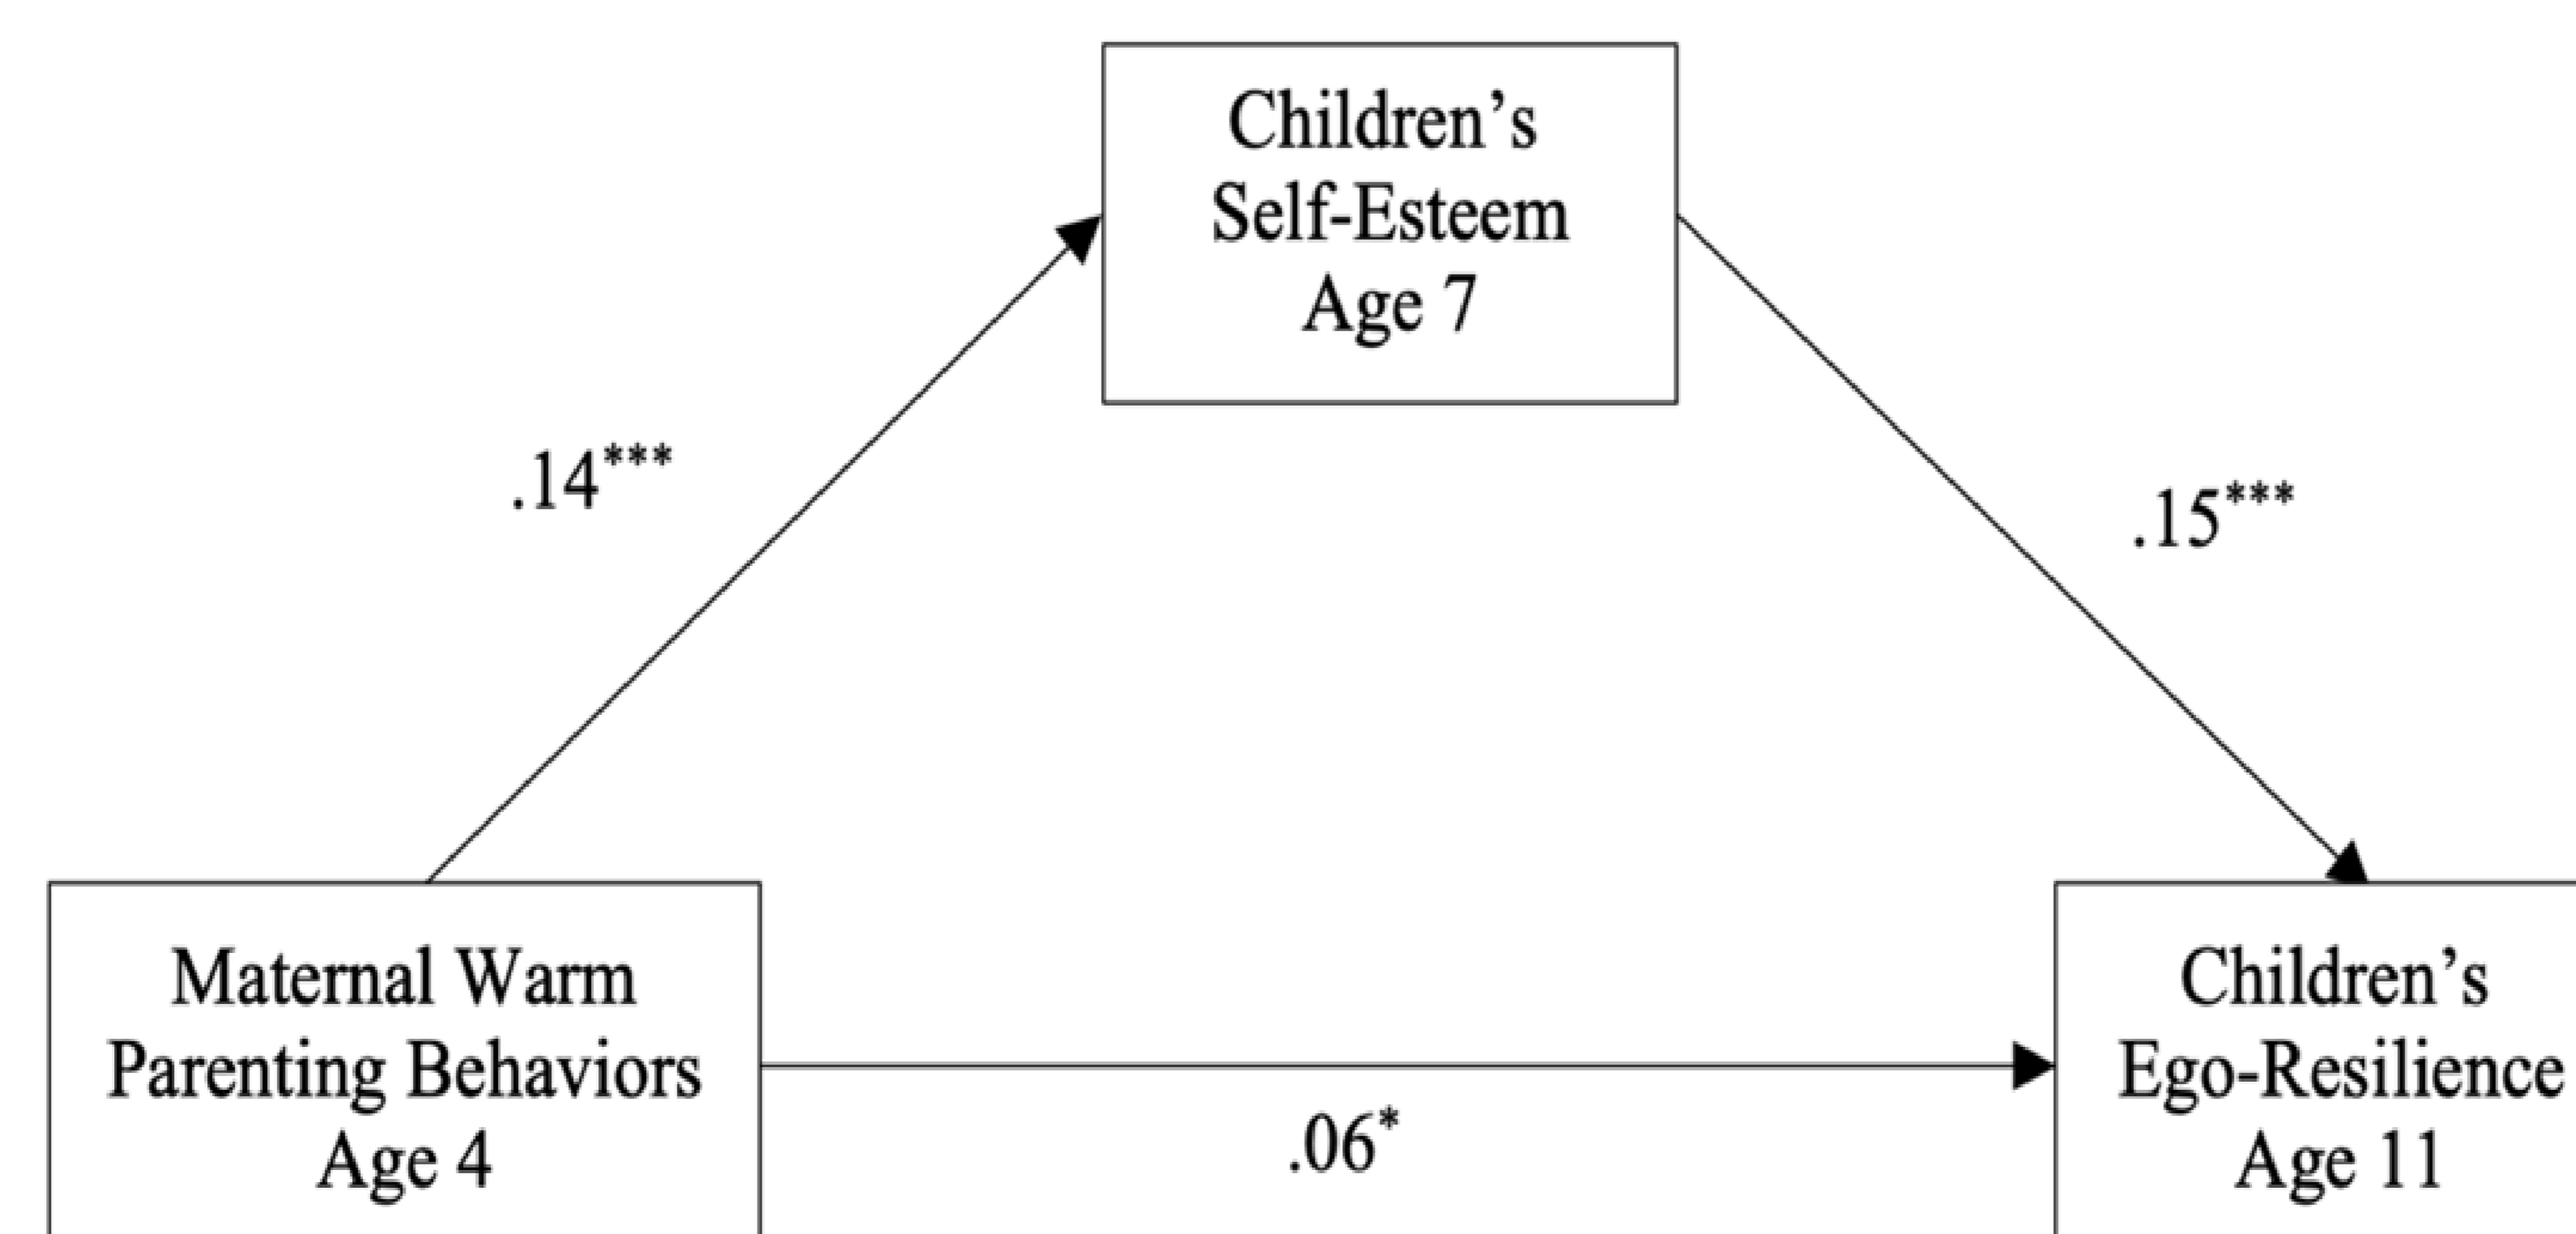 Children’s
Self-Esteem
Age 7
.14***
.15***
Maternal Warm
Parenting Behaviors
Age 4
.06*
Children’s
Ego-Resilience
Age 11